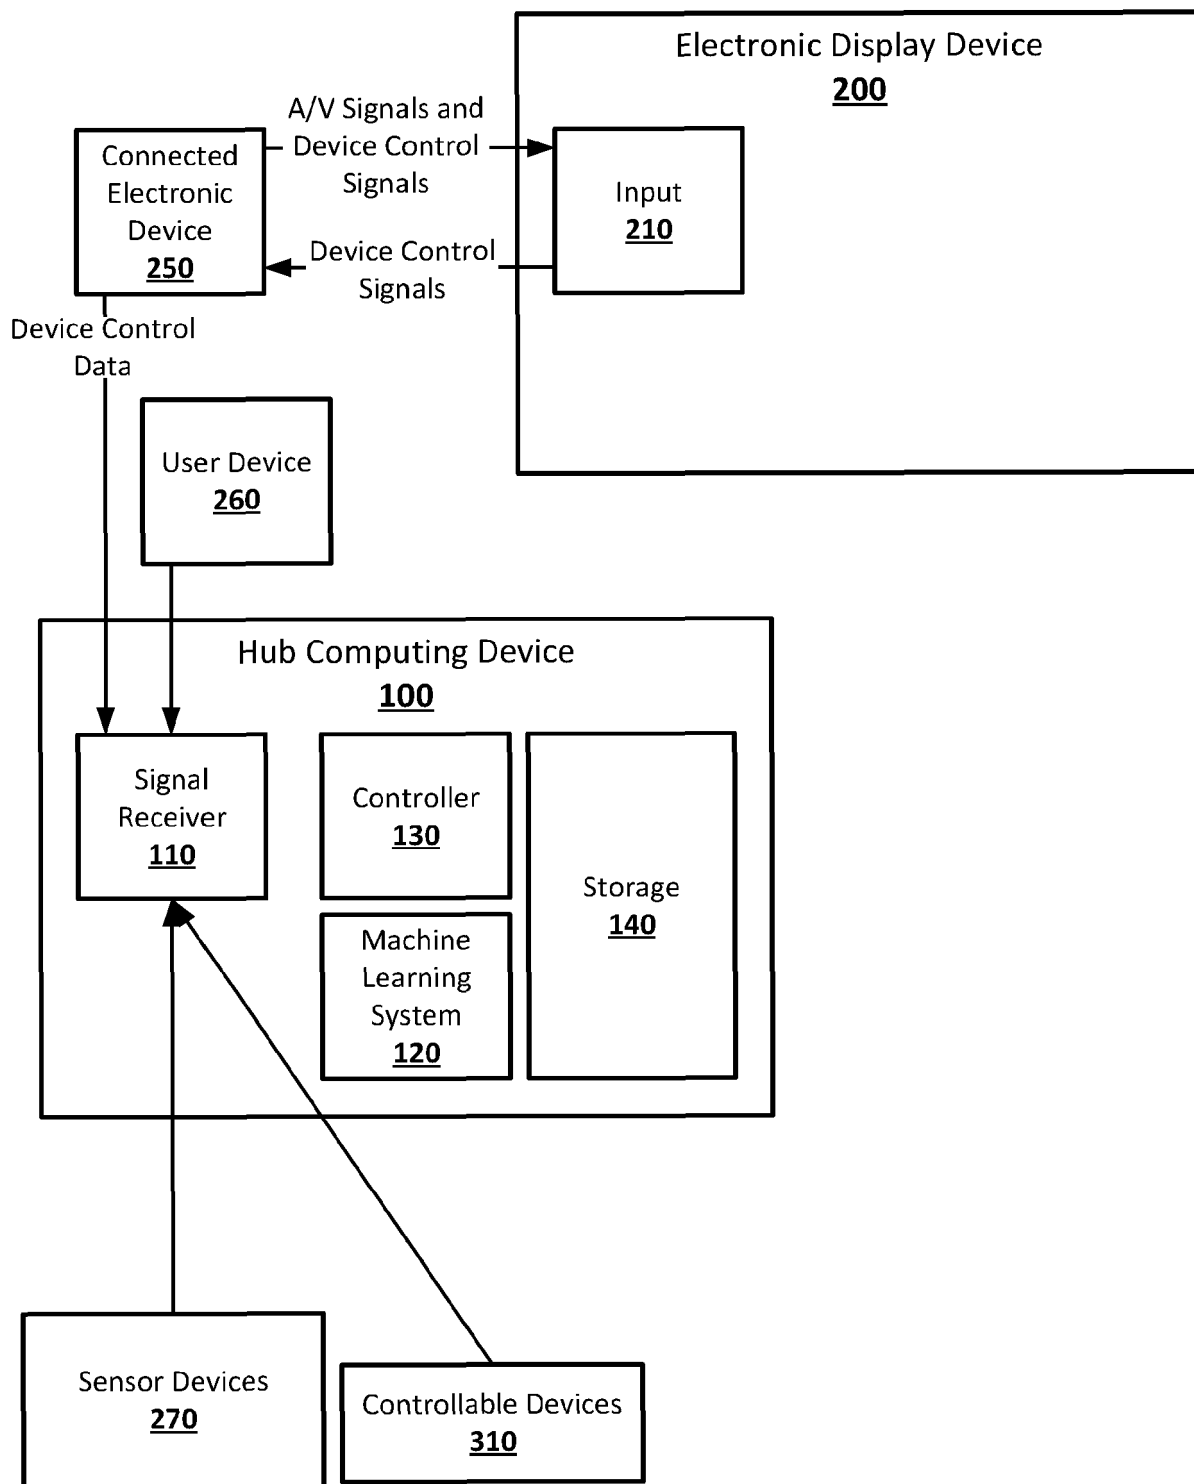 Electronic Display Device
200
A/V Signals and
Device Control
Signals
Connected
Electronic
Device
250
Input
210
Device Control
Signals
Device Control
Data
User Device
260
Hub Computing Device
100
Signal
Receiver
110
Controller
130
Storage
140
Machine
Learning
System
120
Sensor Devices
270
Controllable Devices
310